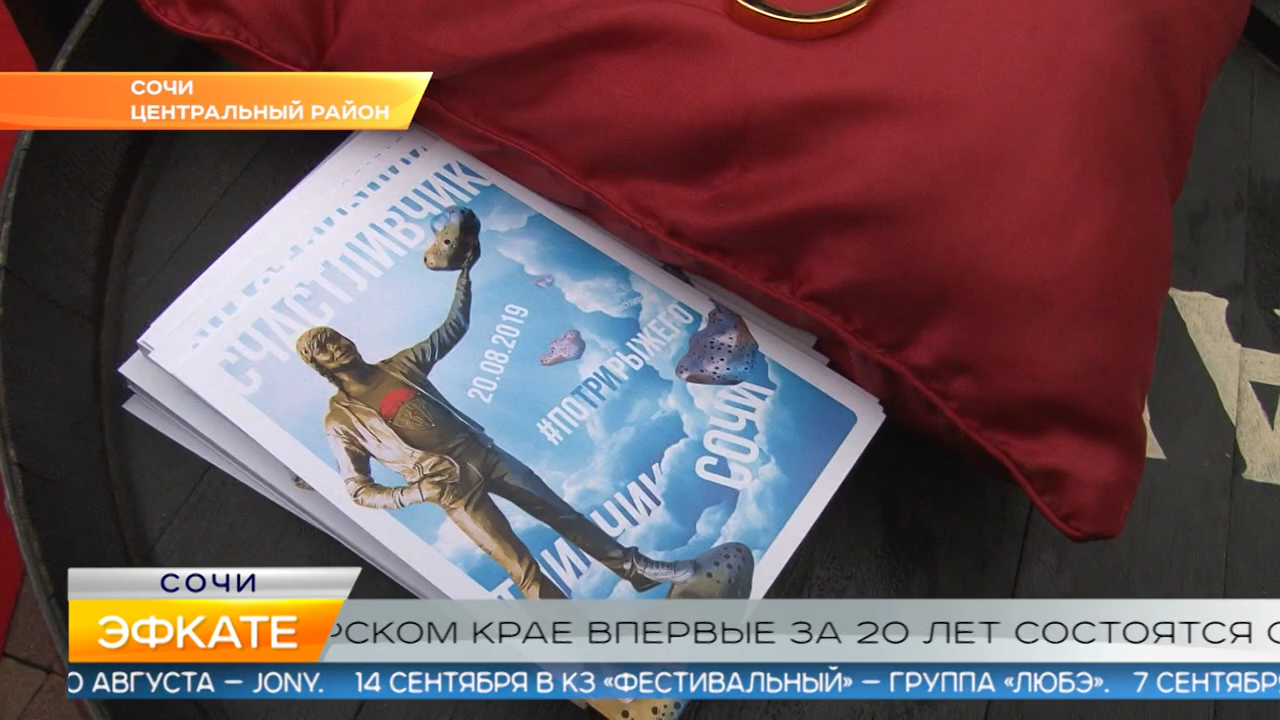 СОЧИ
ЦЕНТРАЛЬНЫЙ РАЙОН
СЧАСТЛИВЧИК
20.08.2019
#ПОТРИРЫЖЕГО
СОЧИ
СОЧИ
ЭФКАТЕ
РСКОМ КРАЕ ВПЕРВЫЕ ЗА 20 ЛЕТ СОСТОЯТСЯ С
О АВГУСТА – JONY. 14 СЕНТЯБРЯ В КЗ «ФЕСТИВАЛЬНЫЙ» – ГРУППА «ЛЮБЭ». 7 СЕНТЯБР